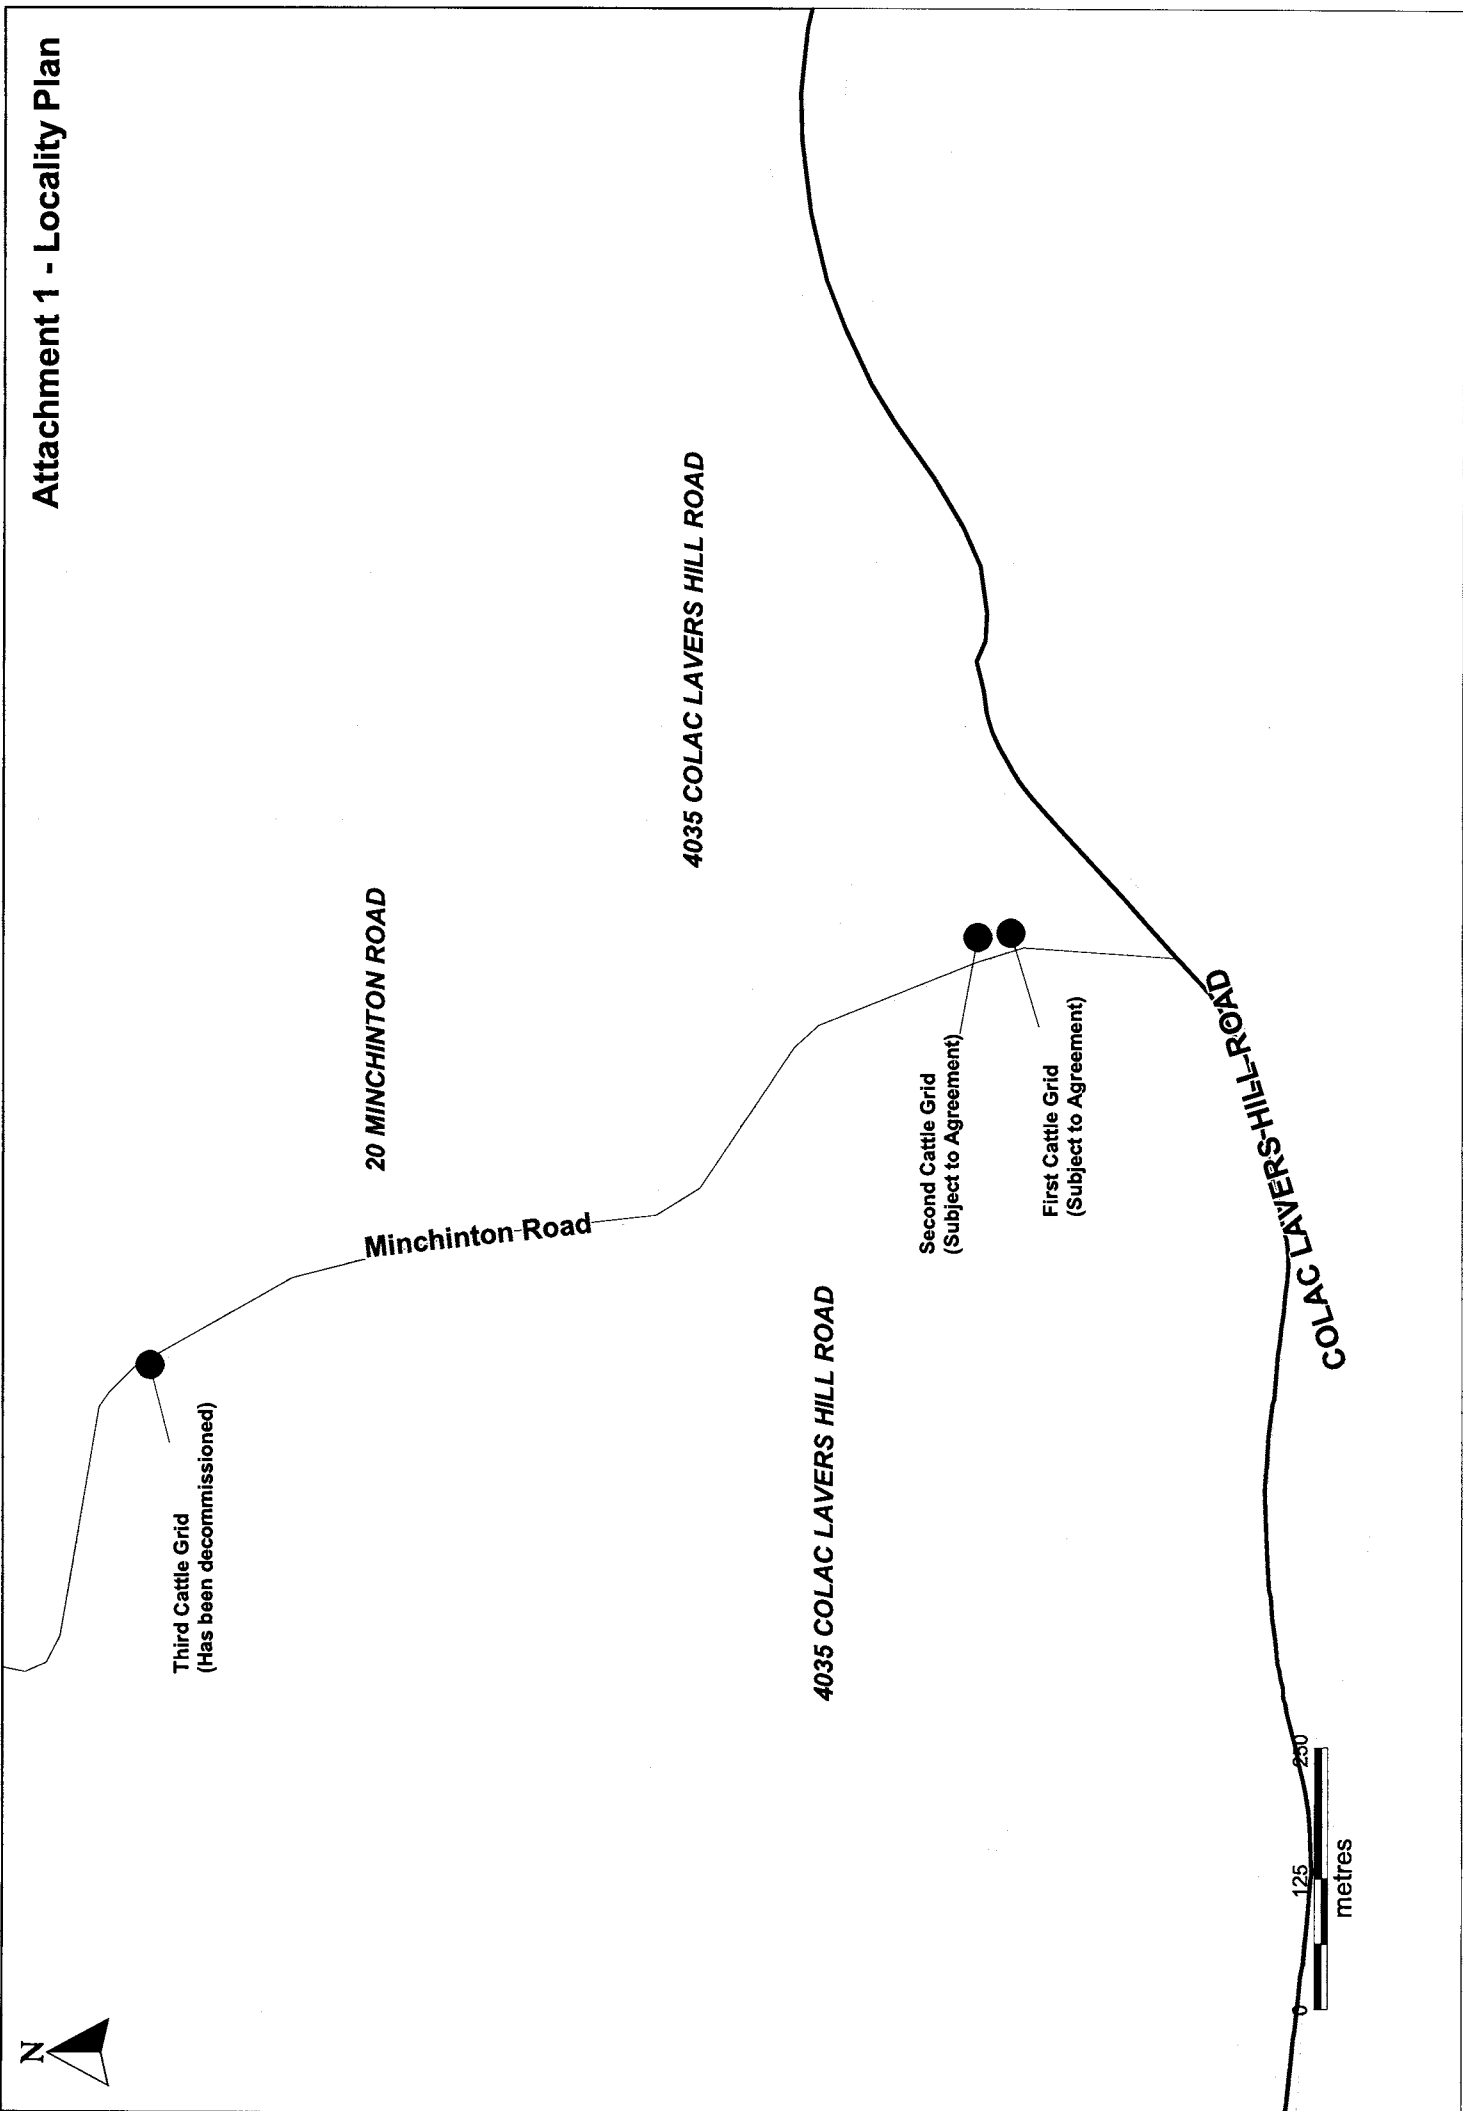 Attachment 1 - Locality Plan
N
Third Cattle Grid
(Has been decommissioned)
Minchinton Road
20 MINCHINTON ROAD
4035 COLAC LAVERS HILL ROAD
4035 COLAC LAVERS HILL ROAD
Second Cattle Grid
(Subject to Agreement)
First Cattle Grid
(Subject to Agreement)
COLAC LAVERS HILL ROAD
0 125 250
metres